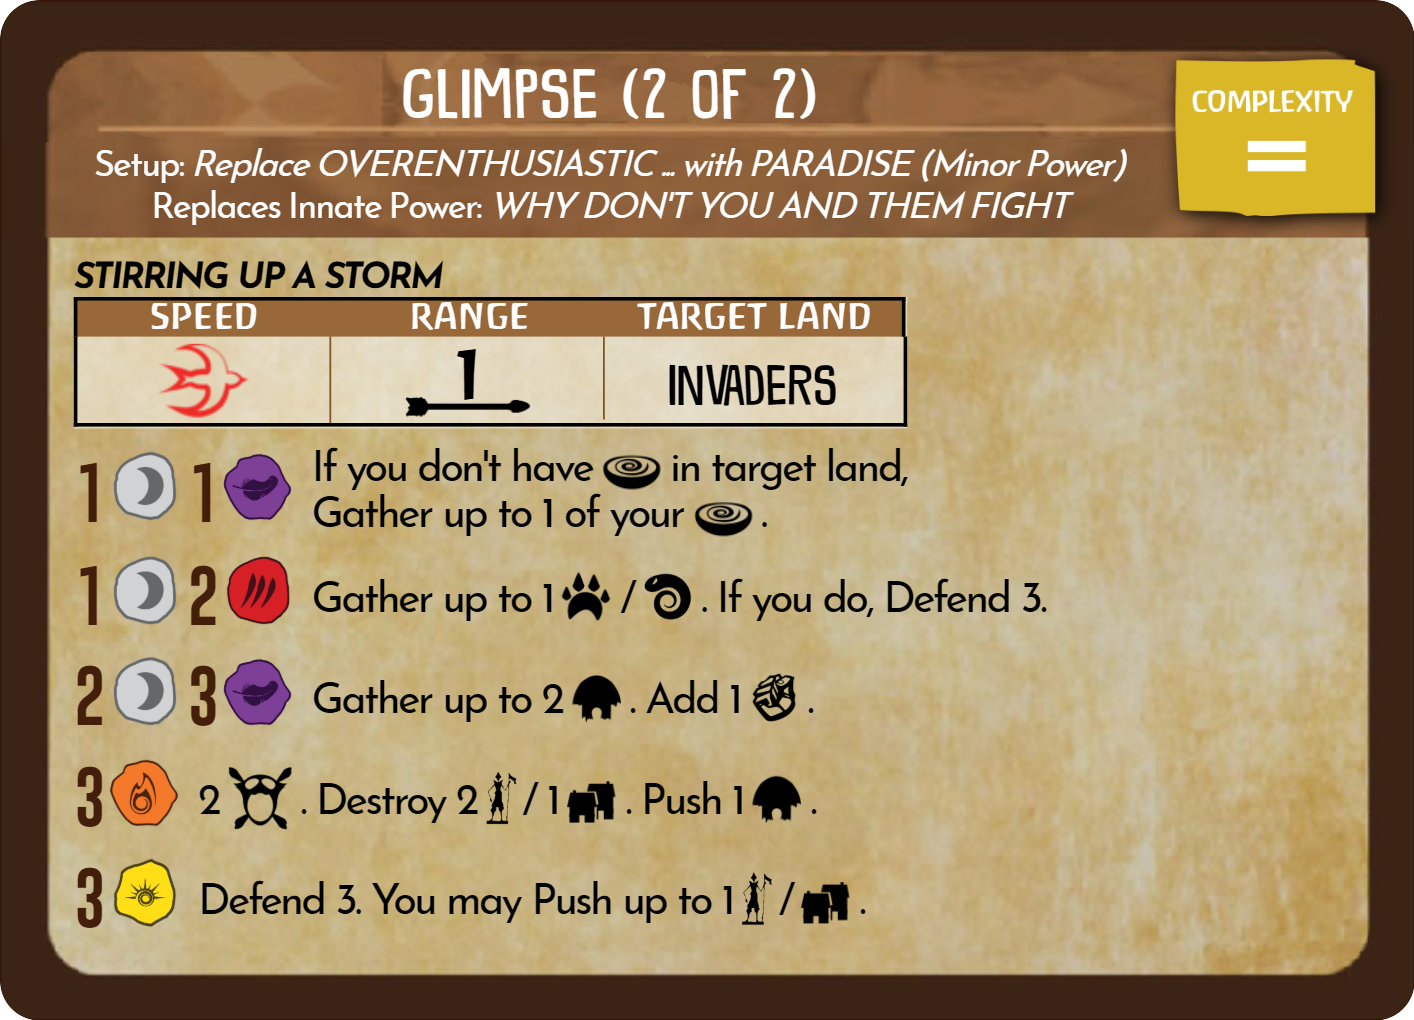 GLIMPSE (2 OF 2)
COMPLEXITY
=
Setup: Replace OVERENTHUSIASTIC ... with PARADISE (Minor Power)
Replaces Innate Power: WHY DON'T YOU AND THEM FIGHT
STIRRING UP A STORM
SPEED RANGE TARGET LAND
1 INVADERS
1 1 If you don't have in target land,
Gather up to 1 of your .
1 2 Gather up to 1 / . If you do, Defend 3.
2 3 Gather up to 2 . Add 1 .
3 2 . Destroy 2 / 1 . Push 1 .
3 Defend 3. You may Push up to 1 / .